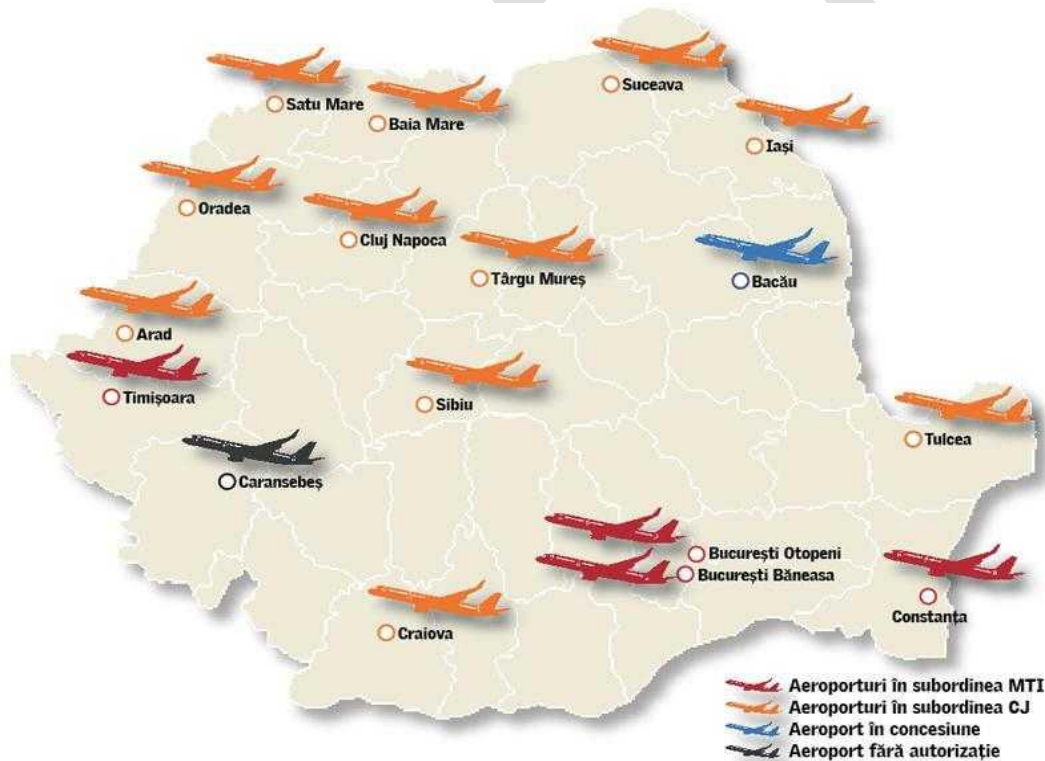 Suceava
Satu Mare
Baia Mare
Iași
Oradea
Cluj Napoca
Târgu Mureș
Bacău
Arad
Timișoara
Sibiu
Tulcea
Caransebeș
București Otopeni
București Băneasa
Constanța
Craiova
Aeroporturi în subordinea MTI
Aeroporturi în subordinea CJ
Aeroport în concesiune
Aeroport fără autorizație